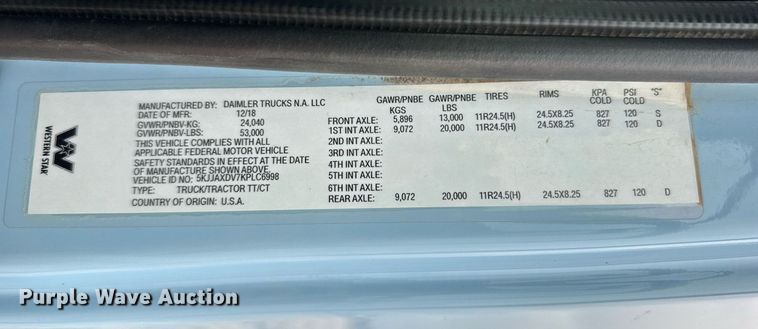 WESTERN STAR
MANUFACTURED BY: DAIMLER TRUCKS N.A. LLC
DATE OF MFR: 12/18
GVWR/PNBV-KG: 24,040
GVWR/PNBV-LBS: 53,000
THIS VEHICLE COMPLIES WITH ALL
APPLICABLE FEDERAL MOTOR VEHICLE
SAFETY STANDARDS IN EFFECT AT THE DATE
OF MANUFACTURE SHOWN ABOVE.
VEHICLE ID NO: 5KJJAXDV7KPLC6998
TYPE: TRUCK/TRACTOR TT/CT
COUNTRY OF ORIGIN: U.S.A.
GAWR/PNBE GAWR/PNBE TIRES RIMS KPA PSI "S"
KGS LBS COLD COLD
FRONT AXLE: 5,896 13,000 11R24.5(H) 24.5X8.25 827 120 S
1ST INT AXLE: 9,072 20,000 11R24.5(H) 24.5X8.25 827 120 D
2ND INT AXLE:
3RD INT AXLE:
4TH INT AXLE:
5TH INT AXLE:
6TH INT AXLE:
REAR AXLE: 9,072 20,000 11R24.5(H) 24.5X8.25 827 120 D
Purple Wave Auction